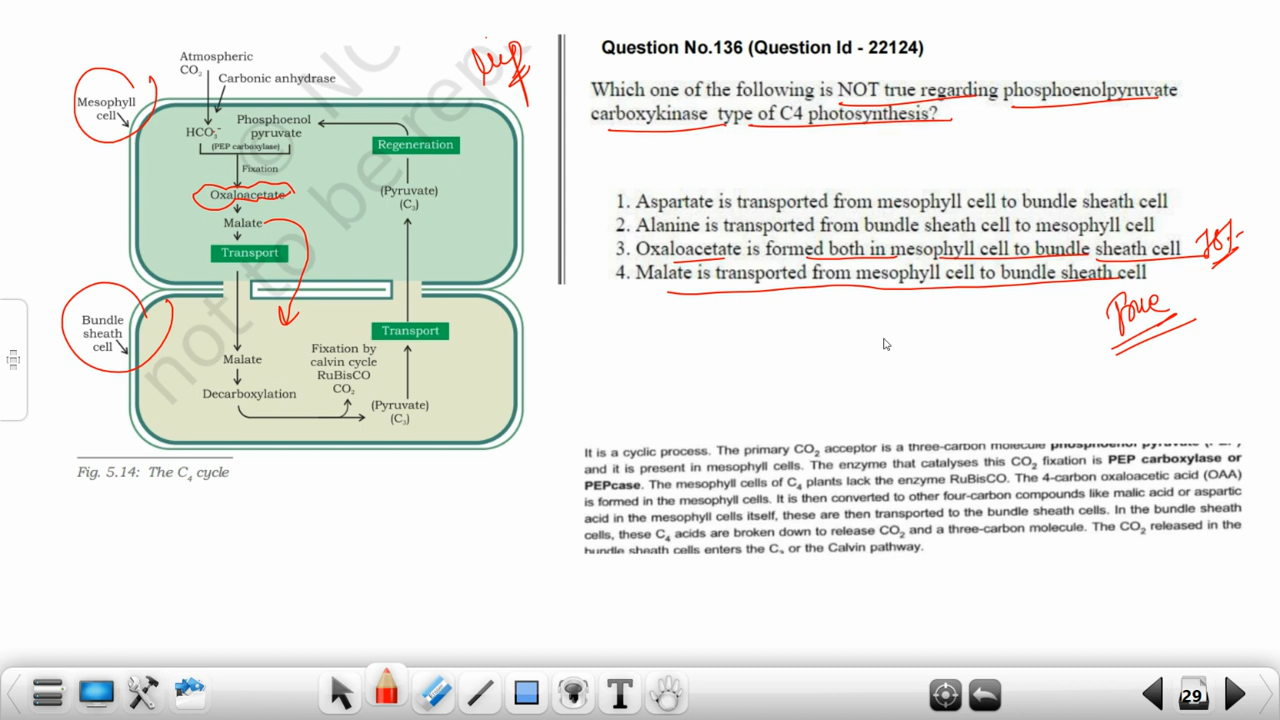 Atmospheric
CO2
Carbonic anhydrase
Mesophyll
cell
HCO3-
Phosphoenol
pyruvate
(PEP carboxylase)
Fixation
Oxaloacetate
Malate
Transport
Regeneration
(Pyruvate)
(C3)
Bundle
sheath
cell
Malate
Decarboxylation
Fixation by
calvin cycle
RuBisCO
CO2
Transport
(Pyruvate)
(C3)
not to be rep
Fig. 5.14: The C4 cycle
Question No.136 (Question Id - 22124)
Which one of the following is NOT true regarding phosphoenolpyruvate
carboxykinase type of C4 photosynthesis?
1. Aspartate is transported from mesophyll cell to bundle sheath cell
2. Alanine is transported from bundle sheath cell to mesophyll cell
3. Oxaloacetate is formed both in mesophyll cell to bundle sheath cell
4. Malate is transported from mesophyll cell to bundle sheath cell
It is a cyclic process. The primary CO2 acceptor is a three-carbon molecule
and it is present in mesophyll cells. The enzyme that catalyses this CO2 fixation is PEP carboxylase or
PEPcase. The mesophyll cells of C4 plants lack the enzyme RuBisCO. The 4-carbon oxaloacetic acid (OAA)
is formed in the mesophyll cells. It is then converted to other four-carbon compounds like malic acid or aspartic
acid in the mesophyll cells itself, these are then transported to the bundle sheath cells. In the bundle sheath
cells, these C4 acids are broken down to release CO2 and a three-carbon molecule. The CO2 released in the
bundle sheath cells enters the C3 or the Calvin pathway.
29